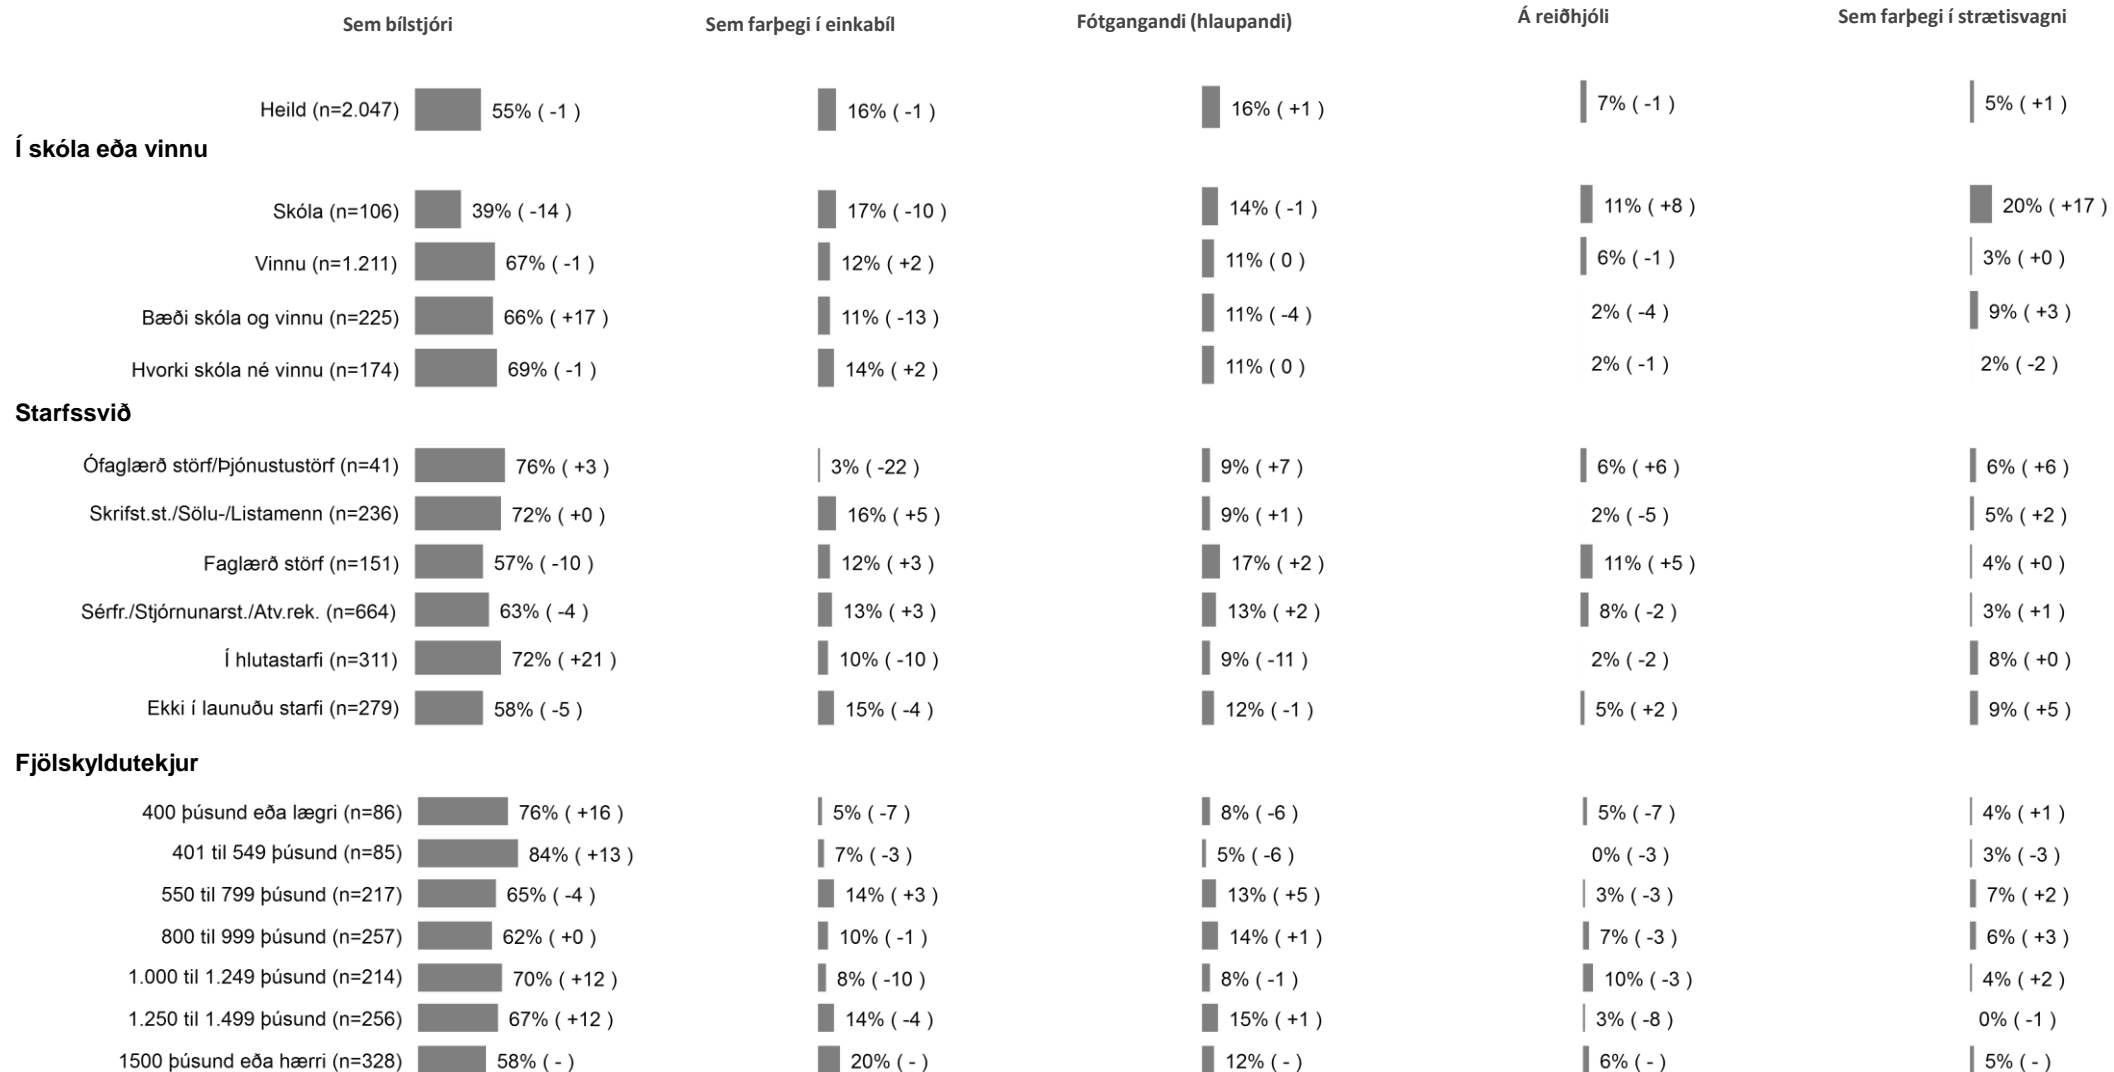 Sem bílstjóri Sem farþegi í einkabíl Fótgangandi (hlaupandi) Á reiðhjóli Sem farþegi í strætisvagni
Heild (n=2.047) 55% ( -1 ) 16% ( -1 ) 16% ( +1 ) 7% ( -1 ) 5% ( +1 )
Í skóla eða vinnu
Skóla (n=106) 39% ( -14 ) 17% ( -10 ) 14% ( -1 ) 11% ( +8 ) 20% ( +17 )
Vinnu (n=1.211) 67% ( -1 ) 12% ( +2 ) 11% ( 0 ) 6% ( -1 ) 3% ( +0 )
Bæði skóla og vinnu (n=225) 66% ( +17 ) 11% ( -13 ) 11% ( -4 ) 2% ( -4 ) 9% ( +3 )
Hvorki skóla né vinnu (n=174) 69% ( -1 ) 14% ( +2 ) 11% ( 0 ) 2% ( -1 ) 2% ( -2 )
Starfssvið
Ófaglærð störf/Þjónustustörf (n=41) 76% ( +3 ) 3% ( -22 ) 9% ( +7 ) 6% ( +6 ) 6% ( +6 )
Skrifst.st./Sölu-/Listamenn (n=236) 72% ( +0 ) 16% ( +5 ) 9% ( +1 ) 2% ( -5 ) 5% ( +2 )
Faglærð störf (n=151) 57% ( -10 ) 12% ( +3 ) 17% ( +2 ) 11% ( +5 ) 4% ( +0 )
Sérfr./Stjórnunarst./Atv.rek. (n=664) 63% ( -4 ) 13% ( +3 ) 13% ( +2 ) 8% ( -2 ) 3% ( +1 )
Í hlutastarfi (n=311) 72% ( +21 ) 10% ( -10 ) 9% ( -11 ) 2% ( -2 ) 8% ( +0 )
Ekki í launuðu starfi (n=279) 58% ( -5 ) 15% ( -4 ) 12% ( -1 ) 5% ( +2 ) 9% ( +5 )
Fjölskyldutekjur
400 þúsund eða lægri (n=86) 76% ( +16 ) 5% ( -7 ) 8% ( -6 ) 5% ( -7 ) 4% ( +1 )
401 til 549 þúsund (n=85) 84% ( +13 ) 7% ( -3 ) 5% ( -6 ) 0% ( -3 ) 3% ( -3 )
550 til 799 þúsund (n=217) 65% ( -4 ) 14% ( +3 ) 13% ( +5 ) 3% ( -3 ) 7% ( +2 )
800 til 999 þúsund (n=257) 62% ( +0 ) 10% ( -1 ) 14% ( +1 ) 7% ( -3 ) 6% ( +3 )
1.000 til 1.249 þúsund (n=214) 70% ( +12 ) 8% ( -10 ) 8% ( -1 ) 10% ( -3 ) 4% ( +2 )
1.250 til 1.499 þúsund (n=256) 67% ( +12 ) 14% ( -4 ) 15% ( +1 ) 3% ( -8 ) 0% ( -1 )
1500 þúsund eða hærri (n=328) 58% ( - ) 20% ( - ) 12% ( - ) 6% ( - ) 5% ( - )